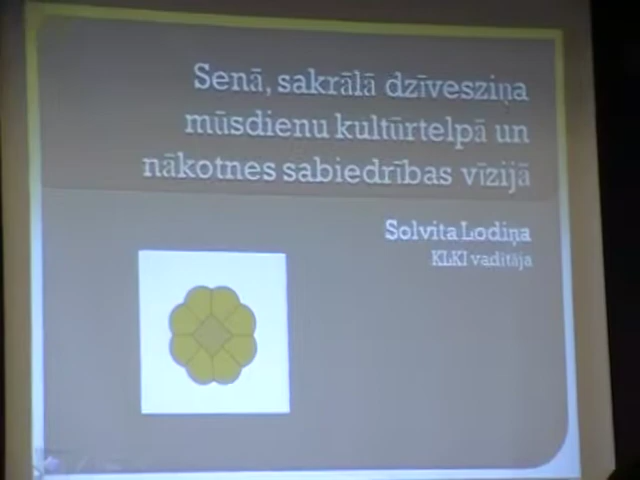 Senā, sakrālā dzīvesziņa
mūsdienu kultūrtelpā un
nākotnes sabiedrības vīzijā
Solvita Lodiņa
KLKI vadītāja